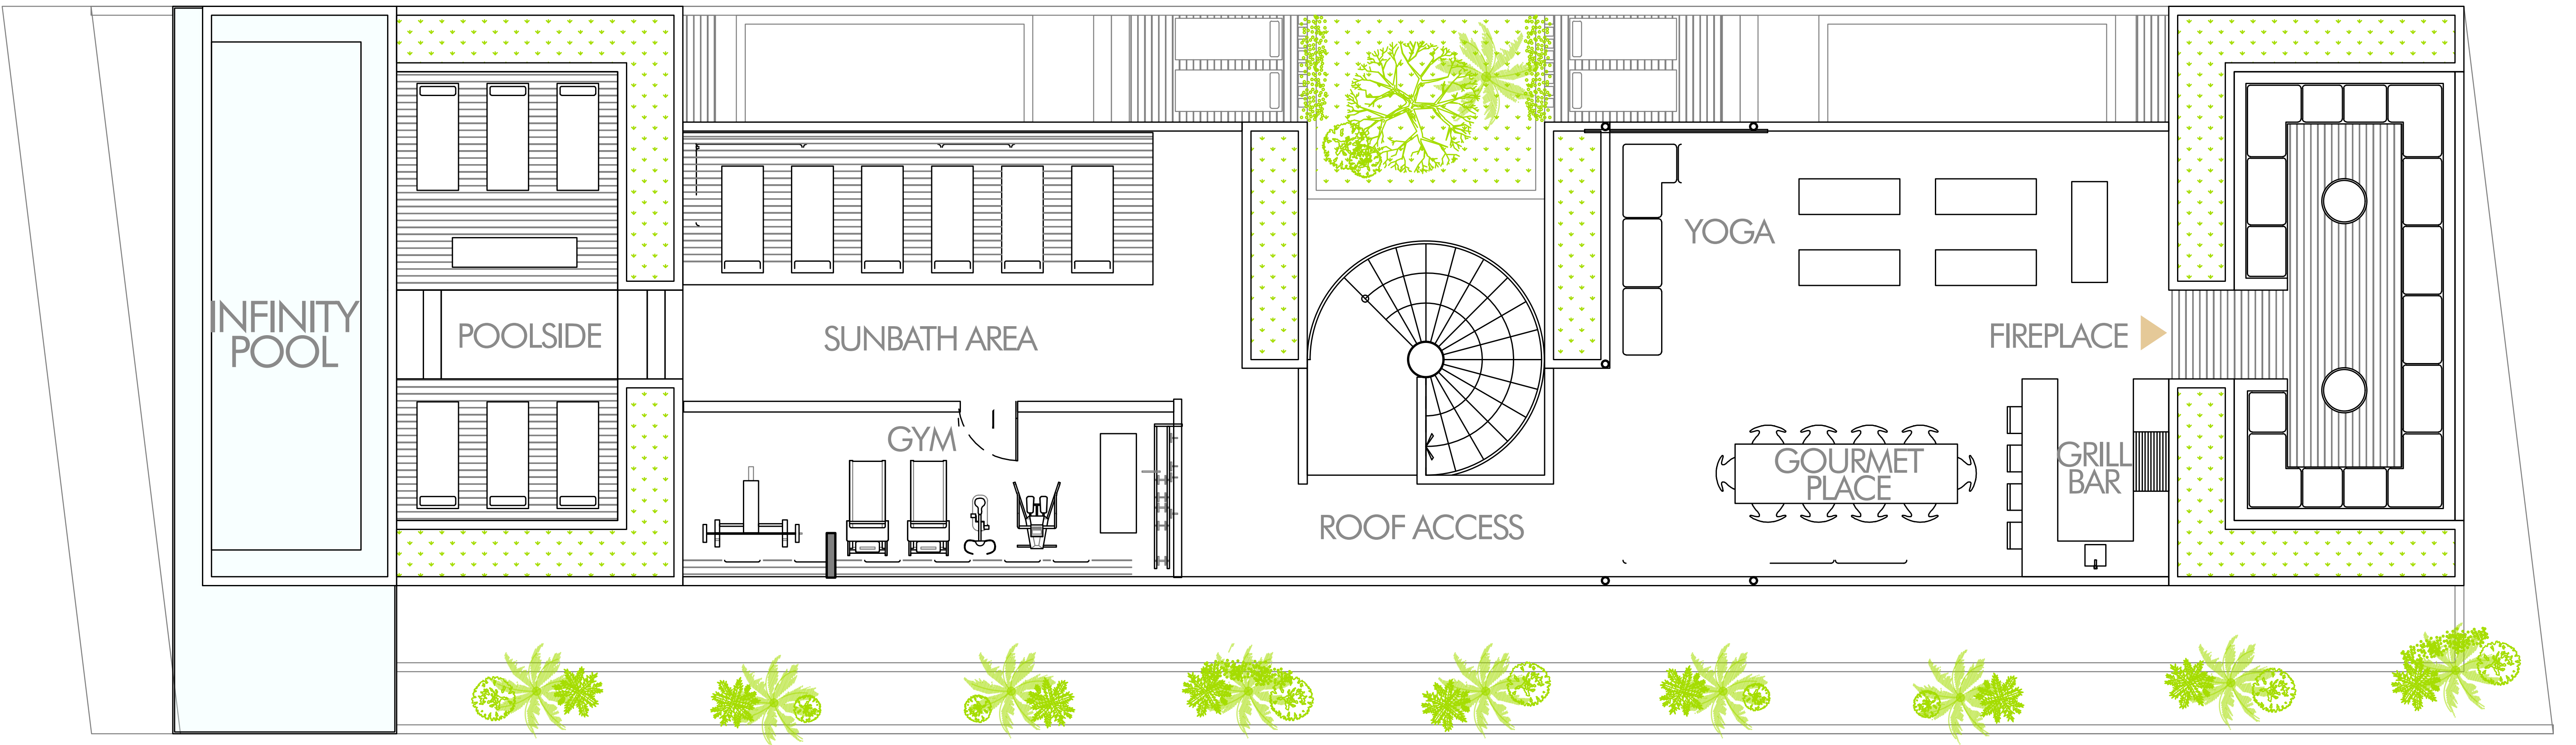 INFINITY
POOL
POOLSIDE
SUNBATH AREA
GYM
ROOF ACCESS
YOGA
FIREPLACE
GOURMET
PLACE
GRILL
BAR